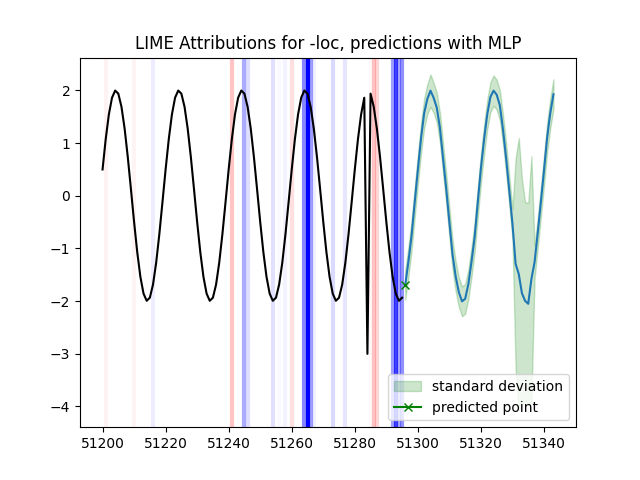 LIME Attributions for -loc, predictions with MLP
2
1
0
−1
−2
−3
−4
standard deviation
predicted point
51200 51220 51240 51260 51280 51300 51320 51340